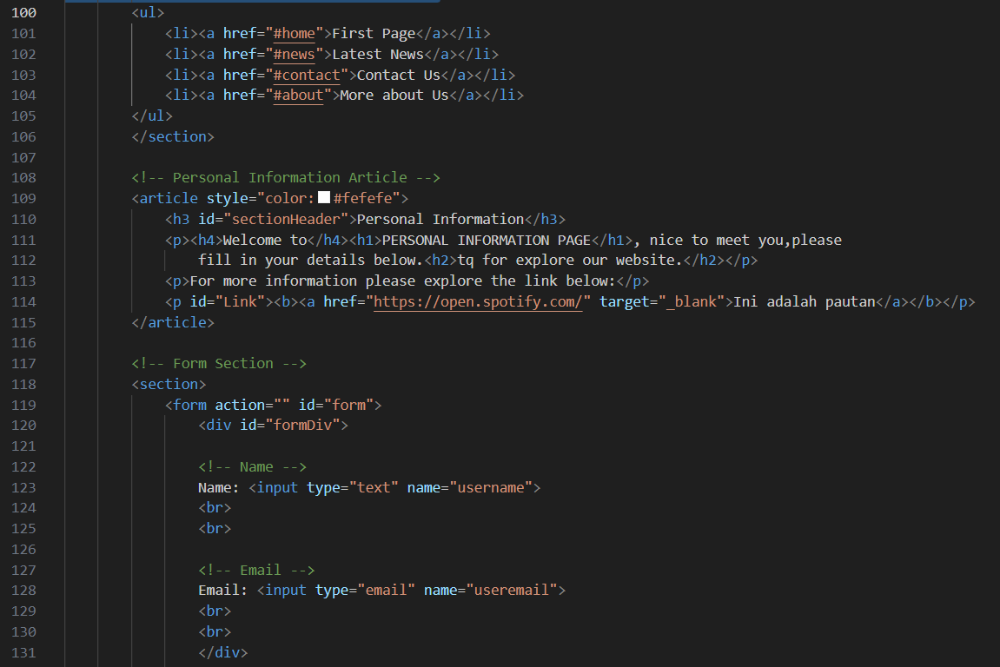 100 <ul>
101 <li><a href="#home">First Page</a></li>
102 <li><a href="#news">Latest News</a></li>
103 <li><a href="#contact">Contact Us</a></li>
104 <li><a href="#about">More about Us</a></li>
105 </ul>
106 </section>
107
108 <!-- Personal Information Article -->
109 <article style="color:#fefefe">
110 <h3 id="sectionHeader">Personal Information</h3>
111 <p><h4>Welcome to</h4><h1>PERSONAL INFORMATION PAGE</h1>, nice to meet you,please
112 fill in your details below.<h2>tq for explore our website.</h2></p>
113 <p>For more information please explore the link below:</p>
114 <p id="Link"><b><a href="https://open.spotify.com/" target="_blank">Ini adalah pautan</a></b></p>
115 </article>
116
117 <!-- Form Section -->
118 <section>
119 <form action="" id="form">
120 <div id="formDiv">
121
122 <!-- Name -->
123 Name: <input type="text" name="username">
124 <br>
125 <br>
126
127 <!-- Email -->
128 Email: <input type="email" name="useremail">
129 <br>
130 <br>
131 </div>